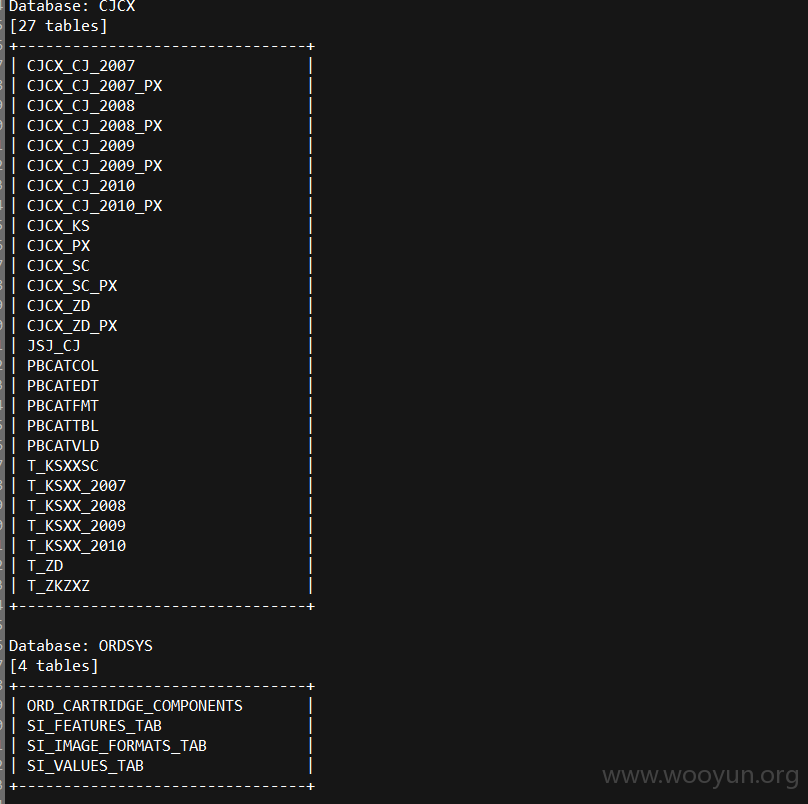 Database: CJCX
[27 tables]
+--------------------------------+
| CJCX_CJ_2007 |
| CJCX_CJ_2007_PX |
| CJCX_CJ_2008 |
| CJCX_CJ_2008_PX |
| CJCX_CJ_2009 |
| CJCX_CJ_2009_PX |
| CJCX_CJ_2010 |
| CJCX_CJ_2010_PX |
| CJCX_KS |
| CJCX_PX |
| CJCX_SC |
| CJCX_SC_PX |
| CJCX_ZD |
| CJCX_ZD_PX |
| JSJ_CJ |
| PBCATCOL |
| PBCATEDT |
| PBCATFMT |
| PBCATTBL |
| PBCATVLD |
| T_KSXXSC |
| T_KSXX_2007 |
| T_KSXX_2008 |
| T_KSXX_2009 |
| T_KSXX_2010 |
| T_ZD |
| T_ZKZXZ |
+--------------------------------+
Database: ORDSYS
[4 tables]
+--------------------------------+
| ORD_CARTRIDGE_COMPONENTS |
| SI_FEATURES_TAB |
| SI_IMAGE_FORMATS_TAB |
| SI_VALUES_TAB |
+--------------------------------+
www.wooyun.org